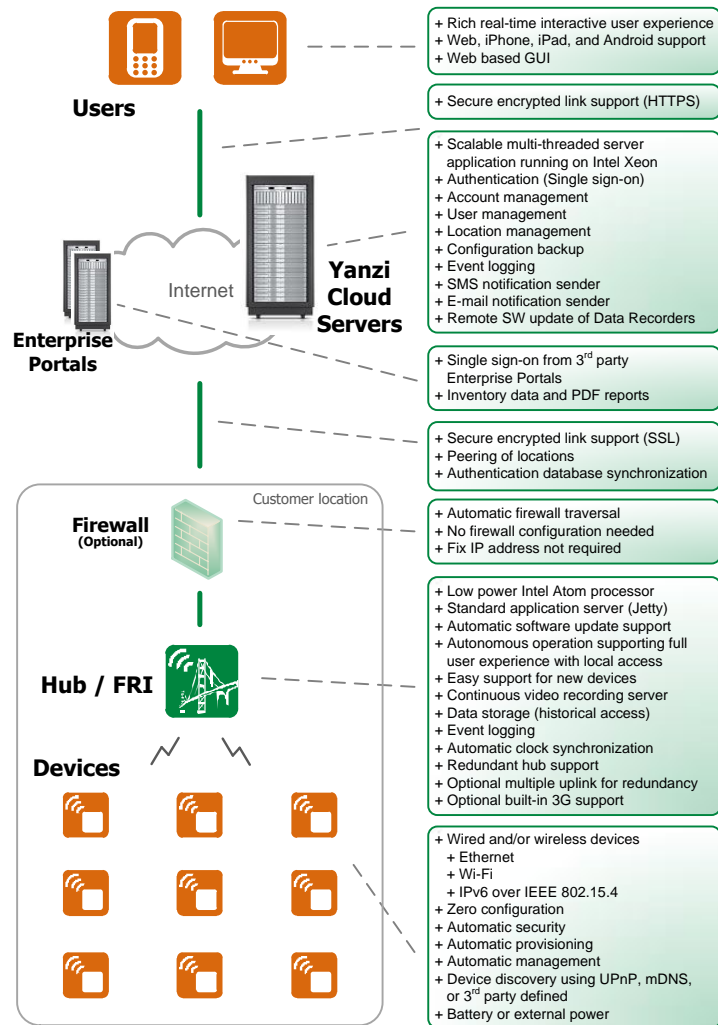 + Rich real-time interactive user experience
+ Web, iPhone, iPad, and Android support
+ Web based GUI
Users
+ Secure encrypted link support (HTTPS)
+ Scalable multi-threaded server
application running on Intel Xeon
+ Authentication (Single sign-on)
+ Account management
+ User management
+ Location management
+ Configuration backup
+ Event logging
+ SMS notification sender
+ E-mail notification sender
+ Remote SW update of Data Recorders
Internet
Yanzi
Cloud
Servers
Enterprise
Portals
+ Single sign-on from 3rd party
Enterprise Portals
+ Inventory data and PDF reports
+ Secure encrypted link support (SSL)
+ Peering of locations
+ Authentication database synchronization
Customer location
Firewall
(Optional)
+ Automatic firewall traversal
+ No firewall configuration needed
+ Fix IP address not required
Hub / FRI
+ Low power Intel Atom processor
+ Standard application server (Jetty)
+ Automatic software update support
+ Autonomous operation supporting full
user experience with local access
+ Easy support for new devices
+ Continuous video recording server
+ Data storage (historical access)
+ Event logging
+ Automatic clock synchronization
+ Redundant hub support
+ Optional multiple uplink for redundancy
+ Optional built-in 3G support
Devices
+ Wired and/or wireless devices
+ Ethernet
+ Wi-Fi
+ IPv6 over IEEE 802.15.4
+ Zero configuration
+ Automatic security
+ Automatic provisioning
+ Automatic management
+ Device discovery using UPnP, mDNS,
or 3rd party defined
+ Battery or external power